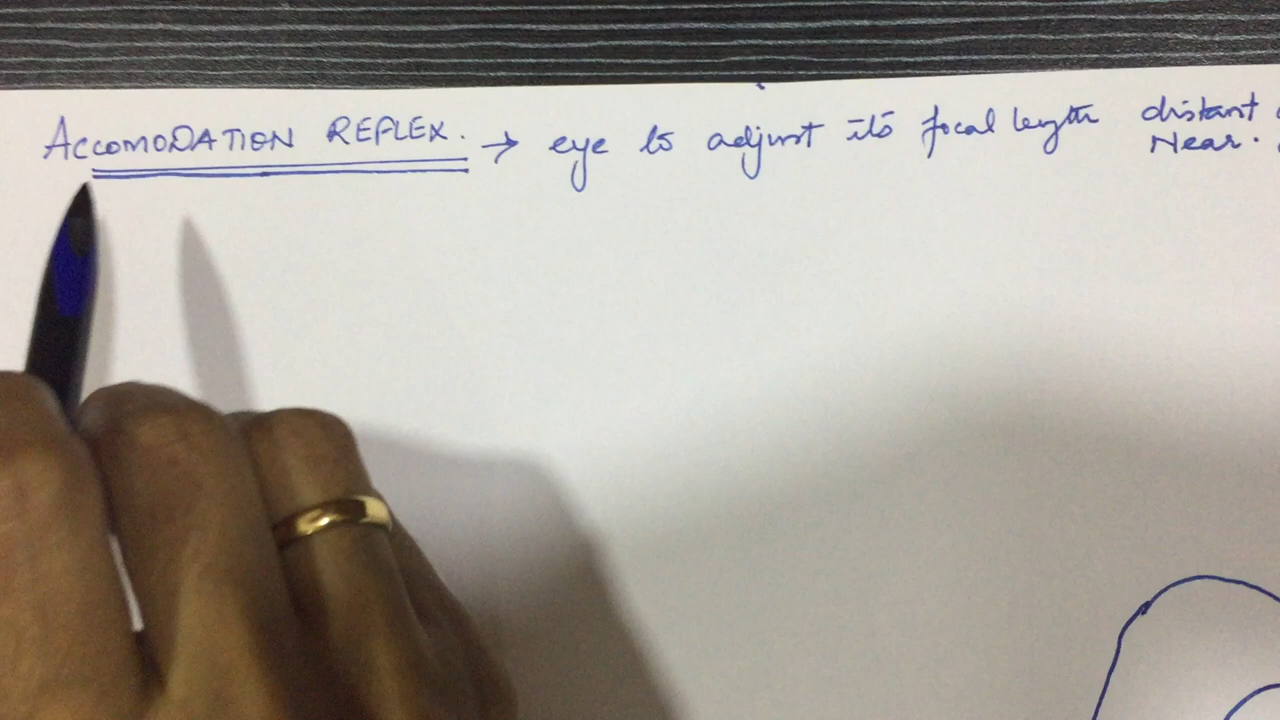 ACCOMODATION REFLEX. → eye to adjust its focal length distant
Near.